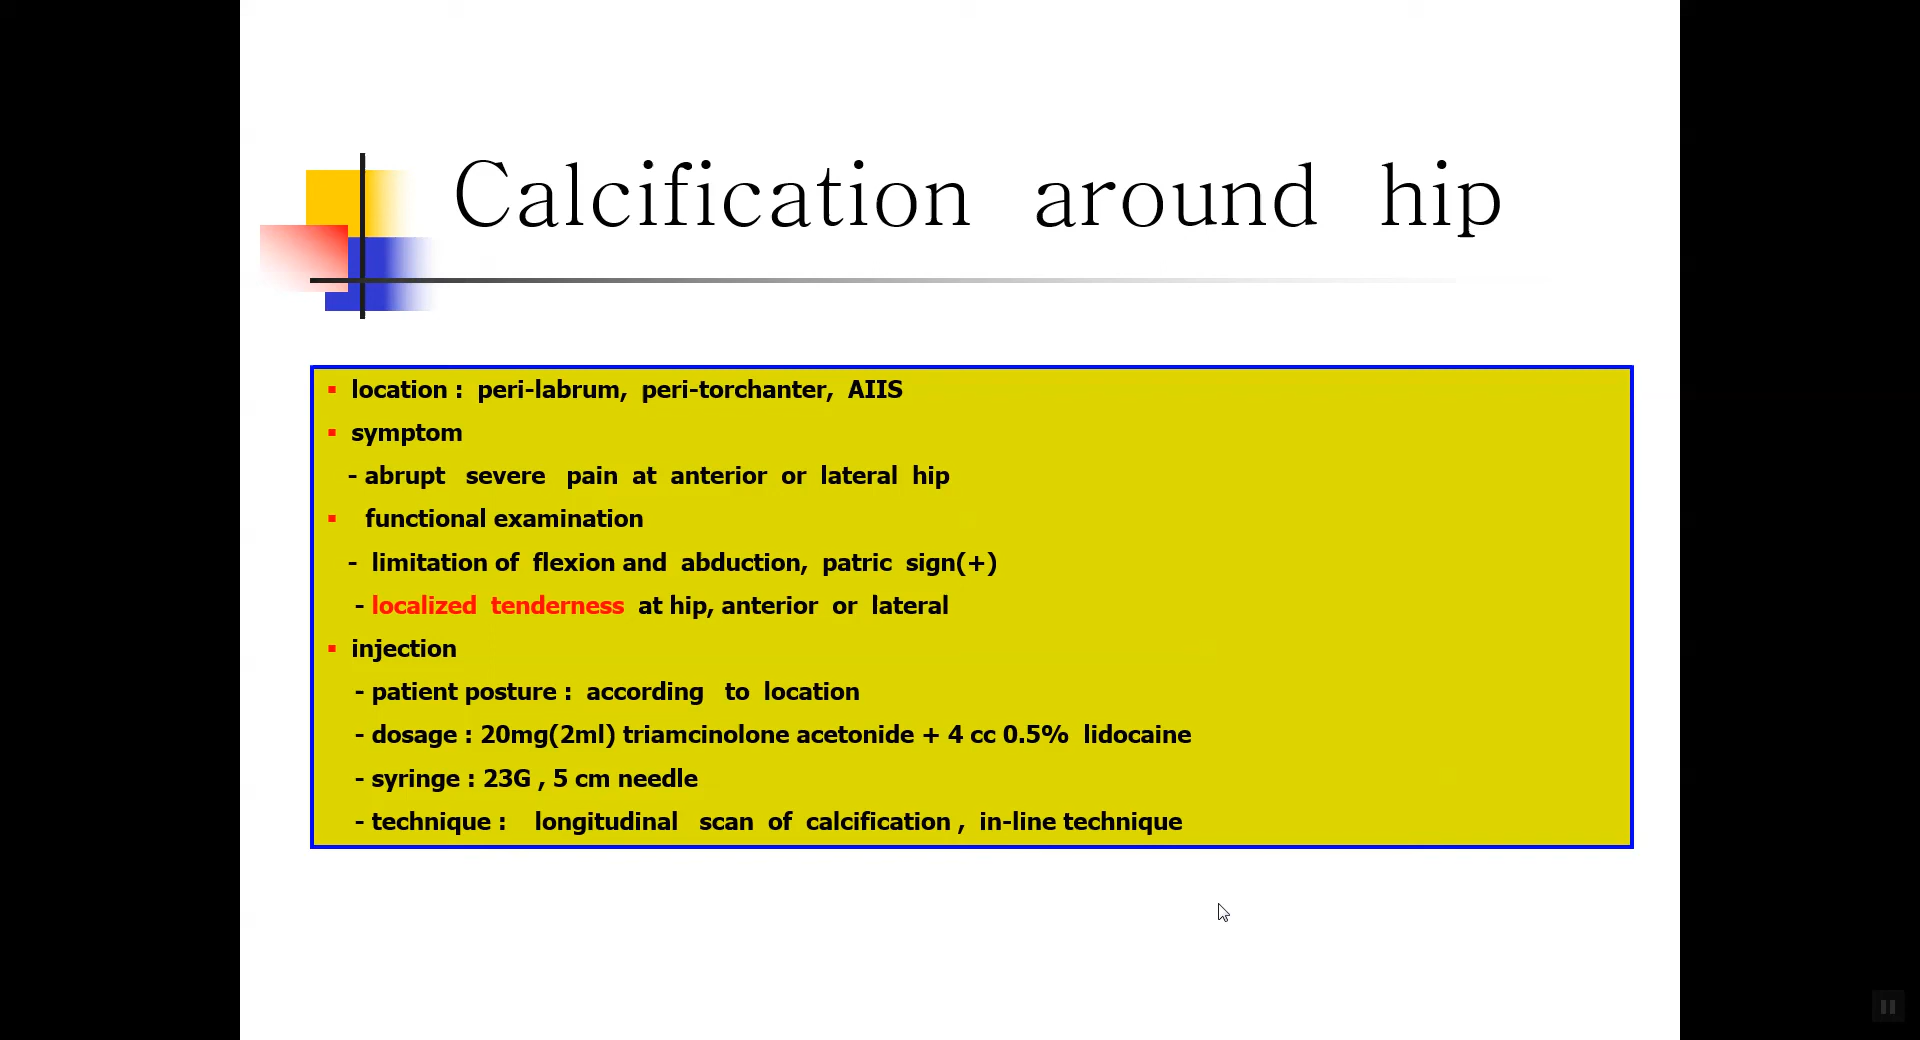 Calcification around hip
▪ location : peri-labrum, peri-torchanter, AIIS
▪ symptom
- abrupt severe pain at anterior or lateral hip
▪ functional examination
- limitation of flexion and abduction, patric sign(+)
- localized tenderness at hip, anterior or lateral
▪ injection
- patient posture : according to location
- dosage : 20mg(2ml) triamcinolone acetonide + 4 cc 0.5% lidocaine
- syringe : 23G , 5 cm needle
- technique : longitudinal scan of calcification , in-line technique